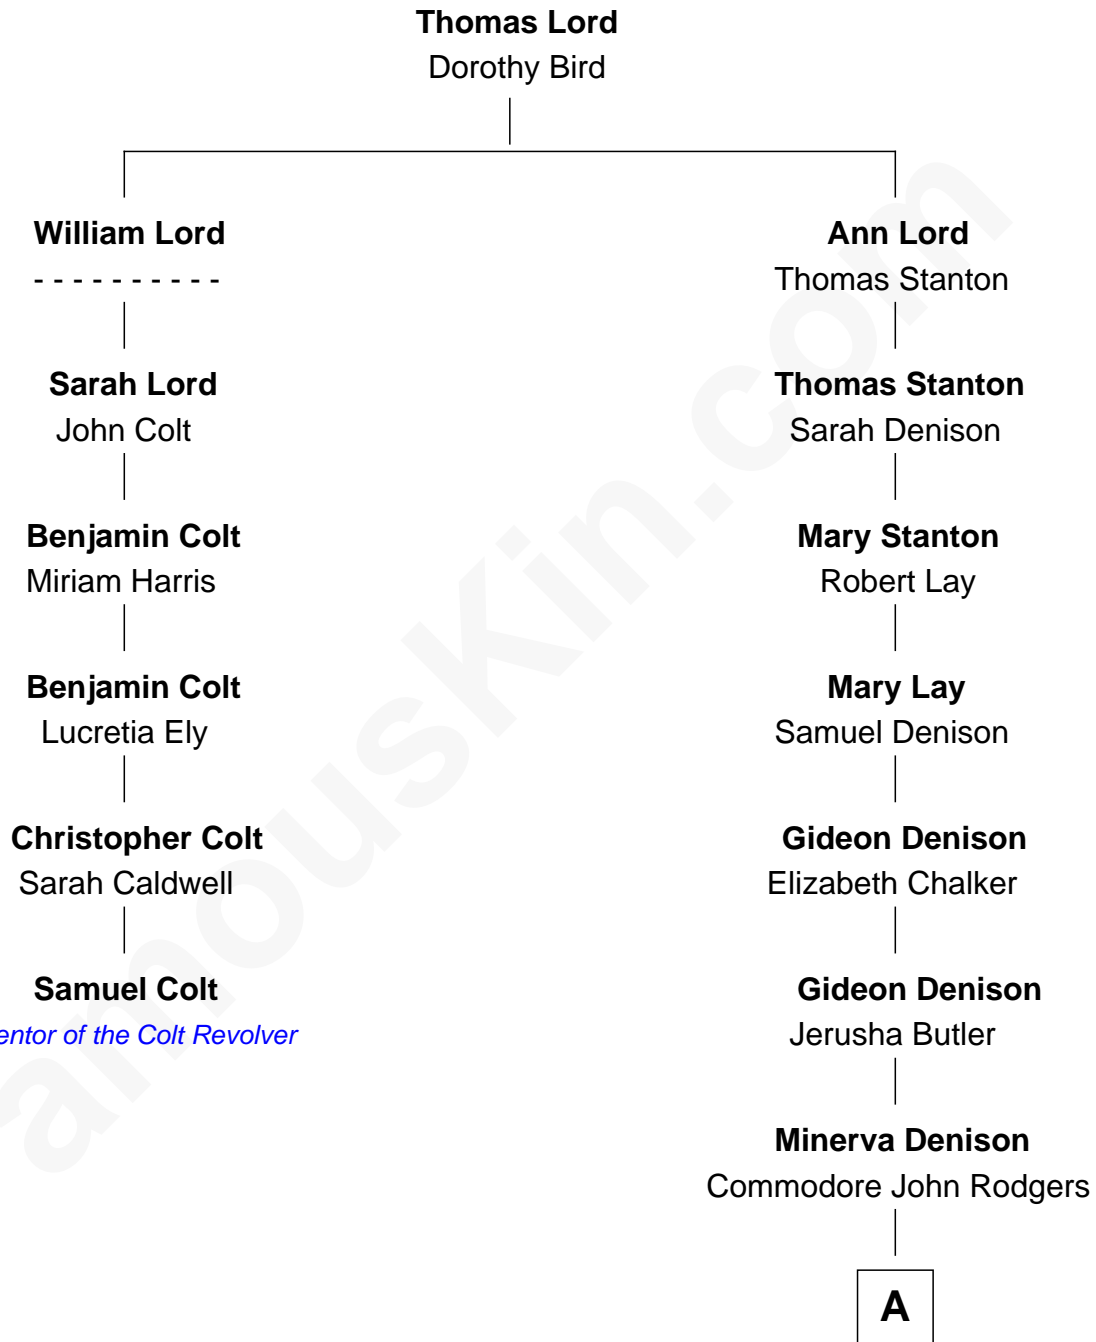 Thomas Lord
Dorothy Bird
William Lord
- - - - - - - - - -
Sarah Lord
John Colt
Benjamin Colt
Miriam Harris
Benjamin Colt
Lucretia Ely
Christopher Colt
Sarah Caldwell
Samuel Colt
entor of the Colt Revolver
Ann Lord
Thomas Stanton
Thomas Stanton
Sarah Denison
Mary Stanton
Robert Lay
Mary Lay
Samuel Denison
Gideon Denison
Elizabeth Chalker
Gideon Denison
Jerusha Butler
Minerva Denison
Commodore John Rodgers
A
amousKin.com